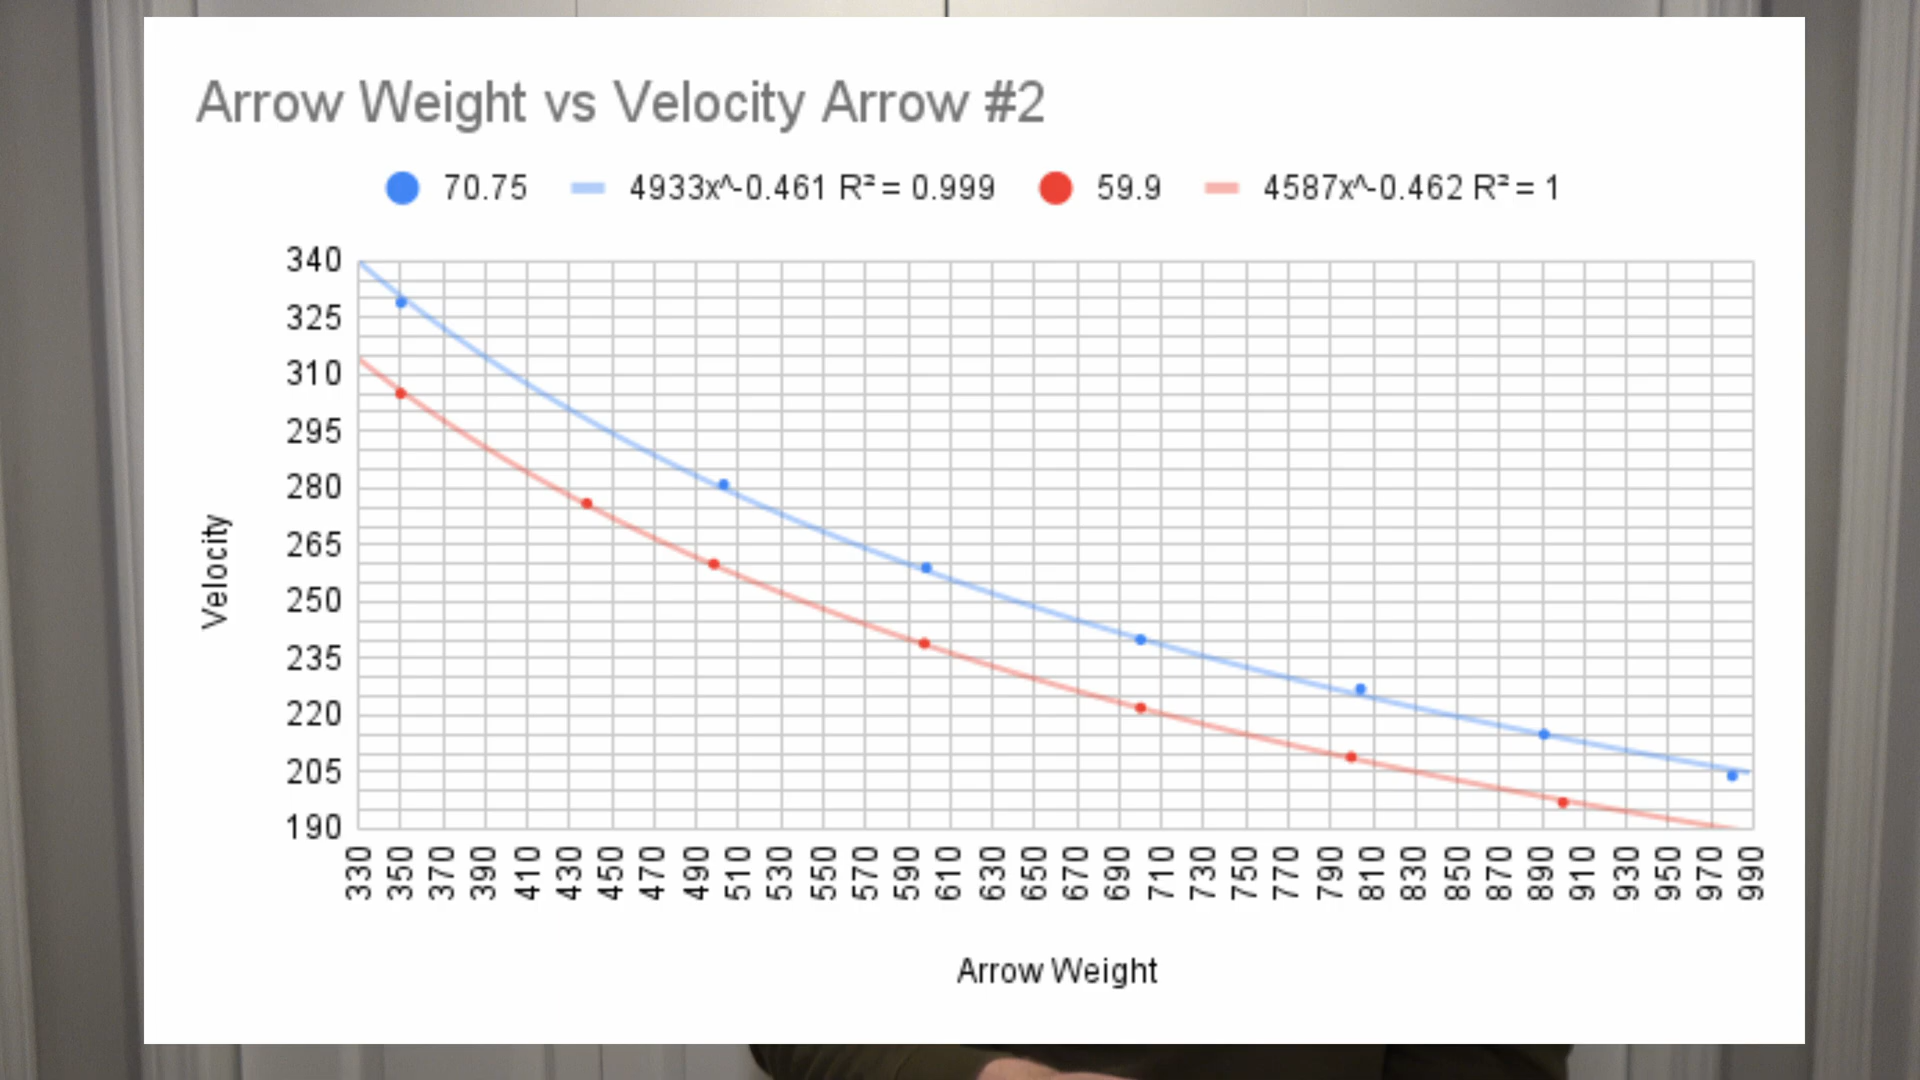 Arrow Weight vs Velocity Arrow #2
70.75 4933x^-0.461 R² = 0.999 59.9 4587x^-0.462 R² = 1
340
325
310
295
280
265
250
235
220
205
190
Velocity
330 350 370 390 410 430 450 470 490 510 530 550 570 590 610 630 650 670 690 710 730 750 770 790 810 830 850 870 890 910 930 950 970 990
Arrow Weight